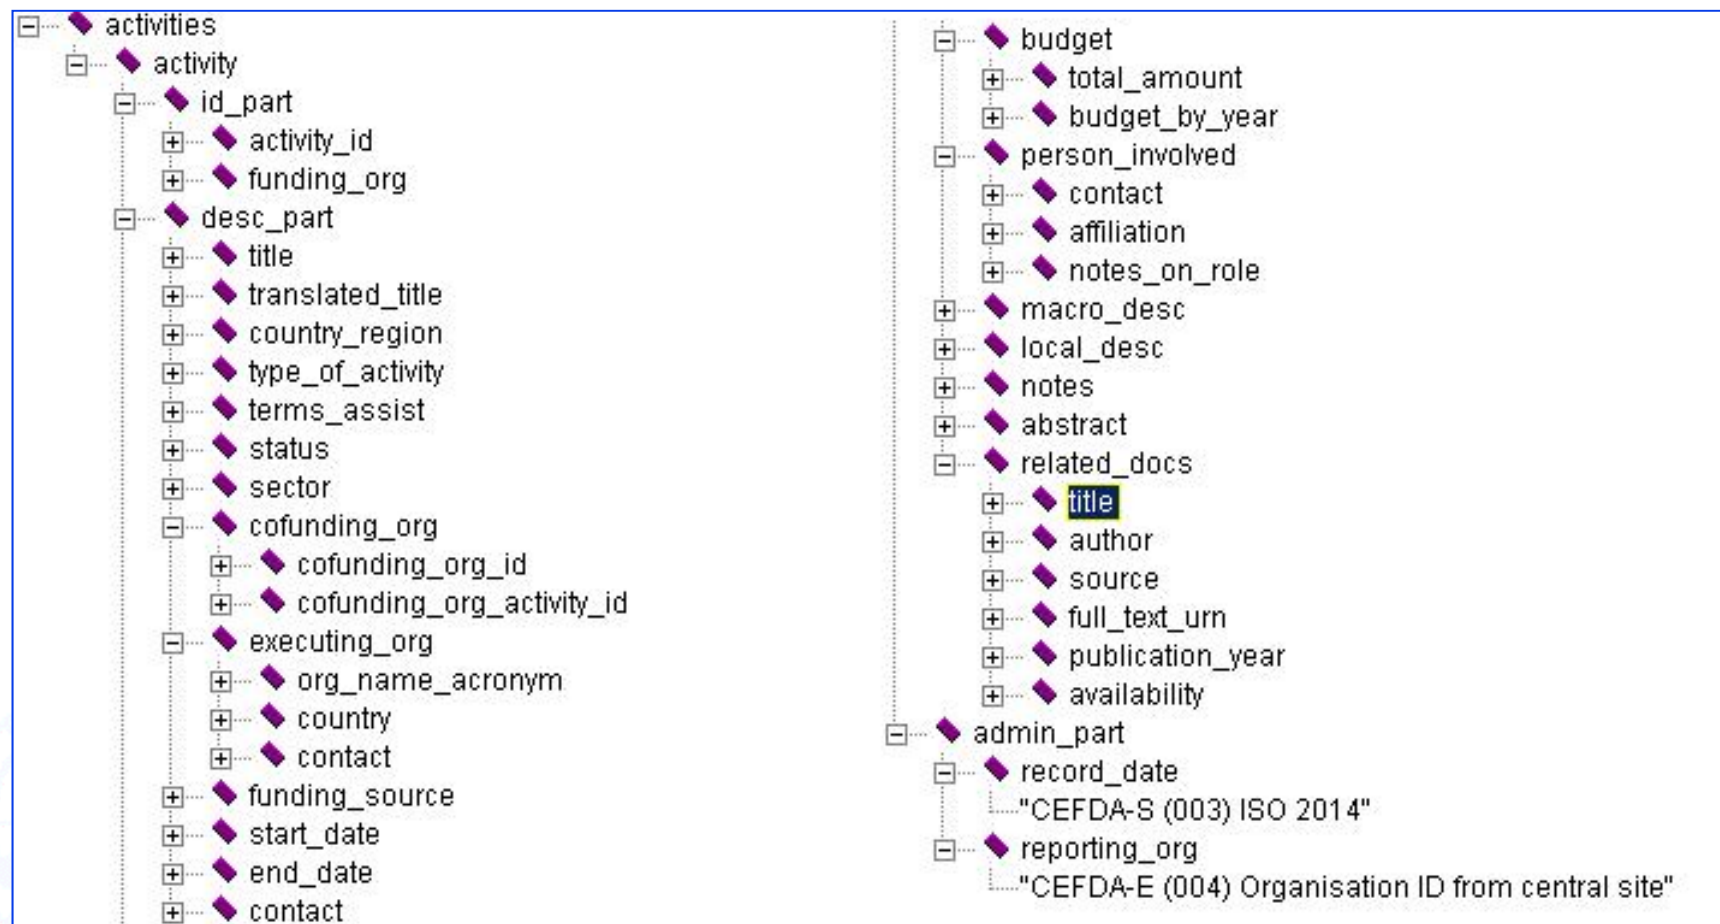 activities
activity
id_part
activity_id
funding_org
desc_part
title
translated_title
country_region
type_of_activity
terms_assist
status
sector
cofunding_org
cofunding_org_id
cofunding_org_activity_id
executing_org
org_name_acronym
country
contact
funding_source
start_date
end_date
contact
budget
total_amount
budget_by_year
person_involved
contact
affiliation
notes_on_role
macro_desc
local_desc
notes
abstract
related_docs
title
author
source
full_text_urn
publication_year
availability
admin_part
record_date
"CEFDA-S (003) ISO 2014"
reporting_org
"CEFDA-E (004) Organisation ID from central site"